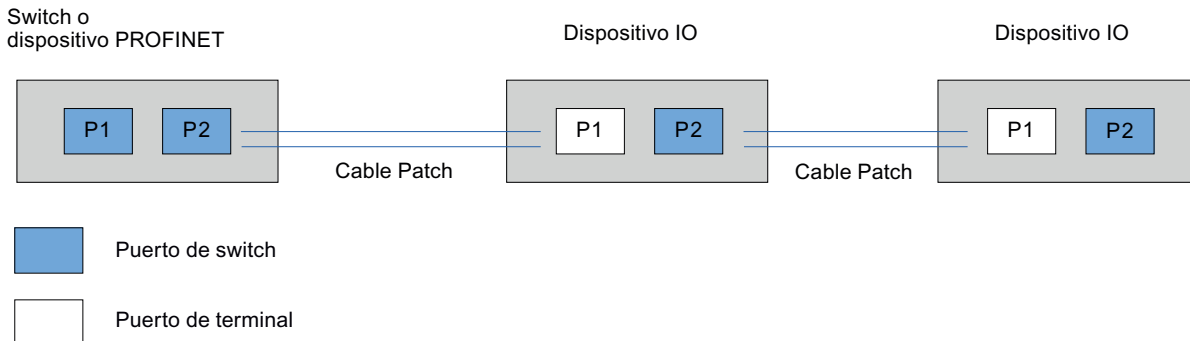 Switch o
dispositivo PROFINET
Dispositivo IO
Dispositivo IO
P1
P2
P1
P2
P1
P2
Cable Patch
Cable Patch
Puerto de switch
Puerto de terminal